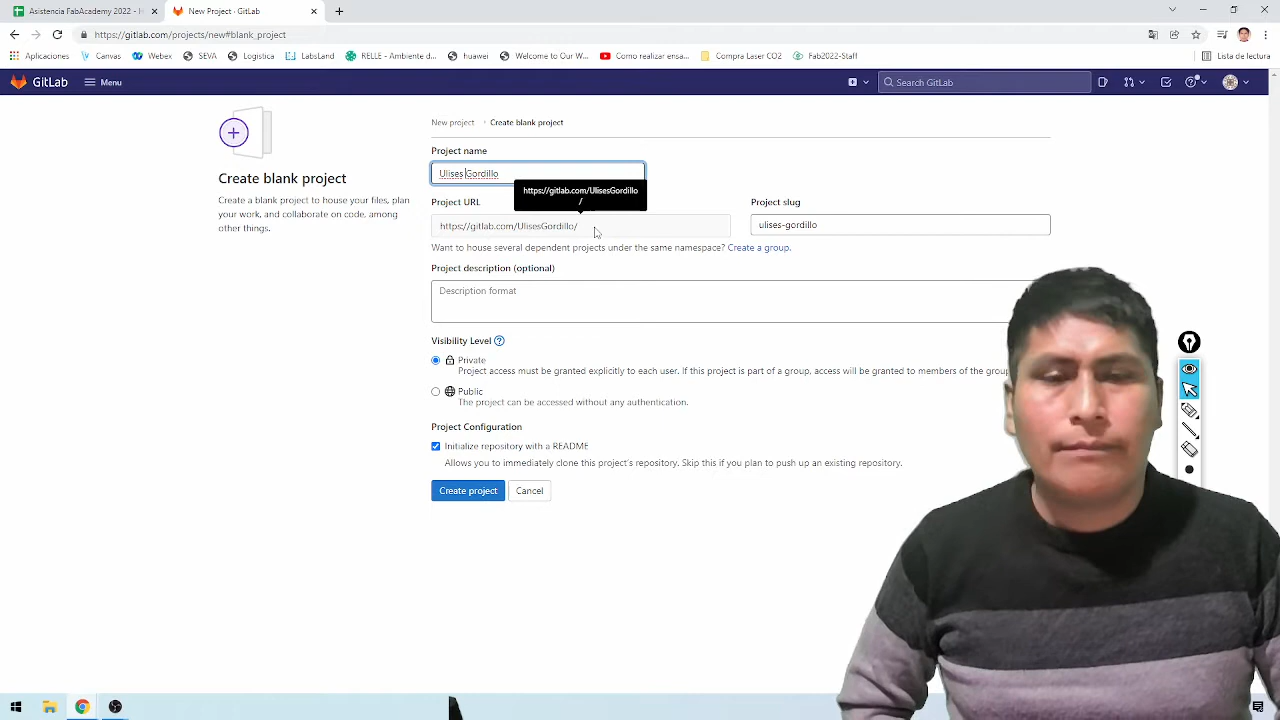 Asistencia FabAcademy 2022 - H
New Project · GitLab
https://gitlab.com/projects/new#blank_project
Aplicaciones
Canvas
Webex
SEVA
Logistica
LabsLand
RELLE - Ambiente d...
huawei
Welcome to Our W...
Como realizar ensa...
Compra Laser CO2
Fab2022-Staff
Lista de lectura
GitLab
Menu
Search GitLab
New project › Create blank project
Create blank project
Create a blank project to house your files, plan
your work, and collaborate on code, among
other things.
Project name
Ulises Gordillo
https://gitlab.com/UlisesGordillo
/
Project URL
Project slug
https://gitlab.com/UlisesGordillo/
ulises-gordillo
Want to house several dependent projects under the same namespace? Create a group.
Project description (optional)
Description format
Visibility Level
Private
Project access must be granted explicitly to each user. If this project is part of a group, access will be granted to members of the group
Public
The project can be accessed without any authentication.
Project Configuration
Initialize repository with a README
Allows you to immediately clone this project's repository. Skip this if you plan to push up an existing repository.
Create project
Cancel